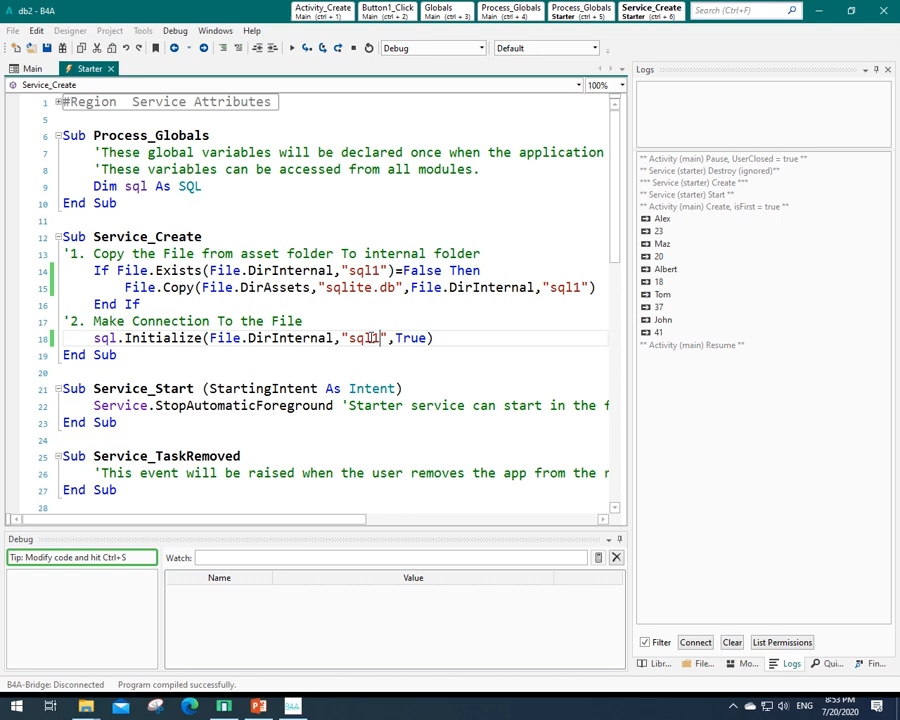 db2 - B4A
Activity_Create
Main (ctrl + 1)
Button1_Click
Main (ctrl + 2)
Globals
Main (ctrl + 3)
Process_Globals
Main (ctrl + 4)
Process_Globals
Starter (ctrl + 5)
Service_Create
Starter (ctrl + 6)
Search (Ctrl+F)
File Edit Designer Project Tools Debug Windows Help
Debug Default
Main Starter
Service_Create 100%
1 #Region Service Attributes
5
6 Sub Process_Globals
7 'These global variables will be declared once when the application
8 'These variables can be accessed from all modules.
9 Dim sql As SQL
10 End Sub
11
12 Sub Service_Create
13 '1. Copy the File from asset folder To internal folder
14 If File.Exists(File.DirInternal,"sql1")=False Then
15 File.Copy(File.DirAssets,"sqlite.db",File.DirInternal,"sql1")
16 End If
17 '2. Make Connection To the File
18 sql.Initialize(File.DirInternal,"sql1",True)
19 End Sub
20
21 Sub Service_Start (StartingIntent As Intent)
22 Service.StopAutomaticForeground 'Starter service can start in the f
23 End Sub
24
25 Sub Service_TaskRemoved
26 'This event will be raised when the user removes the app from the r
27 End Sub
28
Logs
** Activity (main) Pause, UserClosed = true **
** Service (starter) Destroy (ignored)**
*** Service (starter) Create ***
** Service (starter) Start **
** Activity (main) Create, isFirst = true **
Alex
23
Maz
20
Albert
18
Tom
37
John
41
** Activity (main) Resume **
Filter Connect Clear List Permissions
Libr... File... Mo... Logs Qui... Fin...
Debug
Tip: Modify code and hit Ctrl+S
Watch:
Name Value
B4A-Bridge: Disconnected Program compiled successfully.
B4A
ENG
8:53 PM
7/20/2020